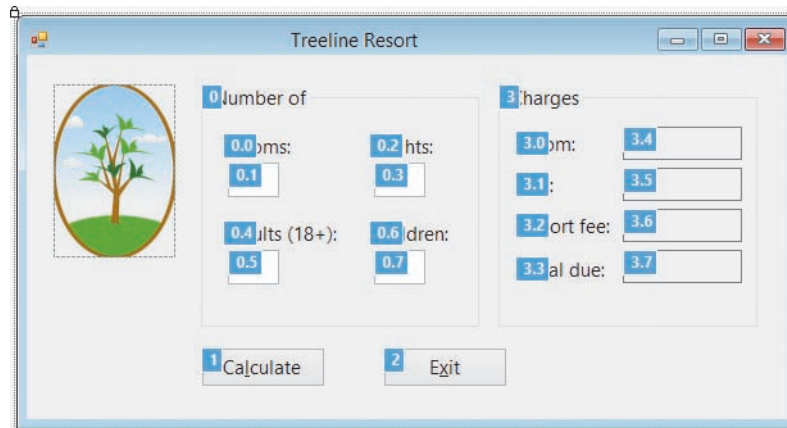 Treeline Resort
0 Number of
0.0 oms: 0.2 hts:
0.1 0.3
0.4 ults (18+): 0.6 ldren:
0.5 0.7
3 Charges
3.0 om: 3.4
3.1 : 3.5
3.2 ort fee: 3.6
3.3 al due: 3.7
1 Calculate 2 Exit